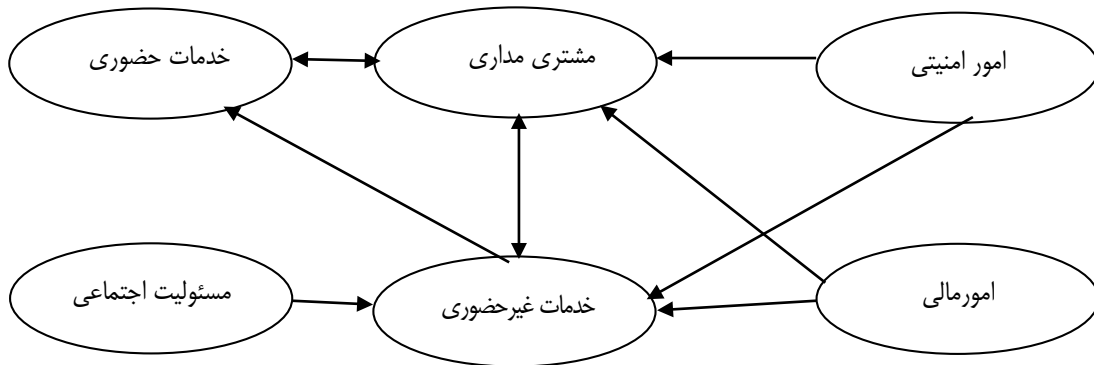 امور امنیتی
مشتری مداری
خدمات حضوری
امورمالی
خدمات غیرحضوری
مسئولیت اجتماعی